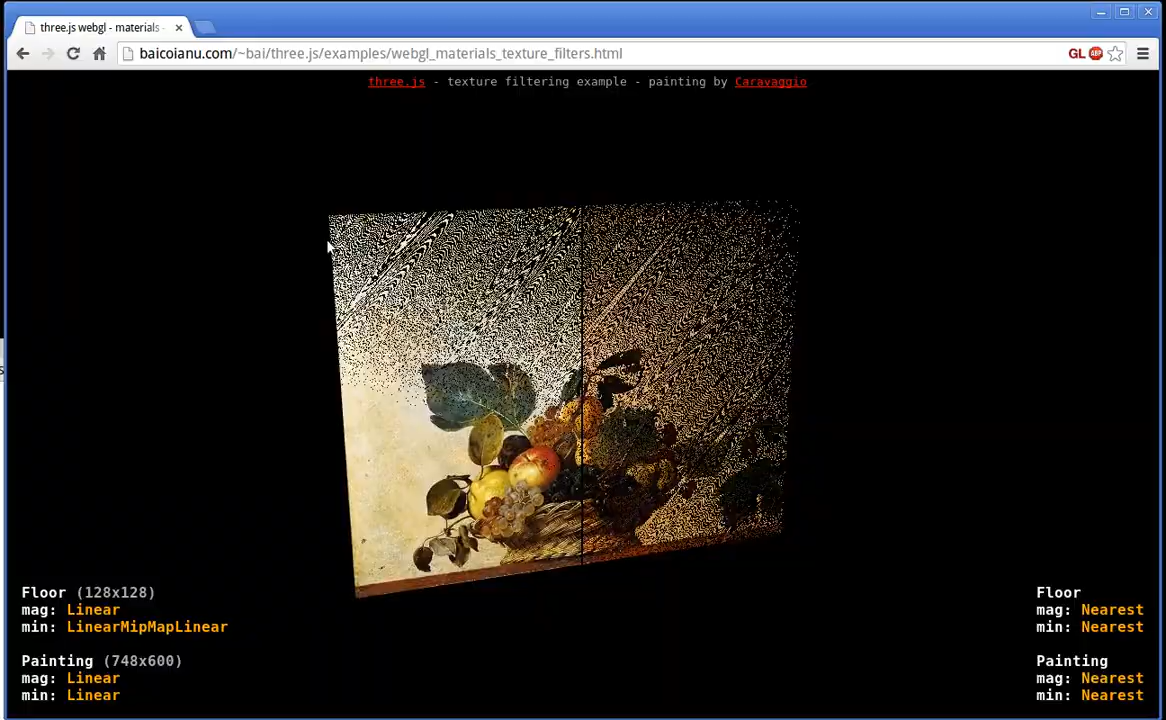 three.js webgl - materials -
baicoianu.com/~bai/three.js/examples/webgl_materials_texture_filters.html
GL ABP
three.js - texture filtering example - painting by Caravaggio
Floor (128x128)
mag: Linear
min: LinearMipMapLinear
Painting (748x600)
mag: Linear
min: Linear
Floor
mag: Nearest
min: Nearest
Painting
mag: Nearest
min: Nearest